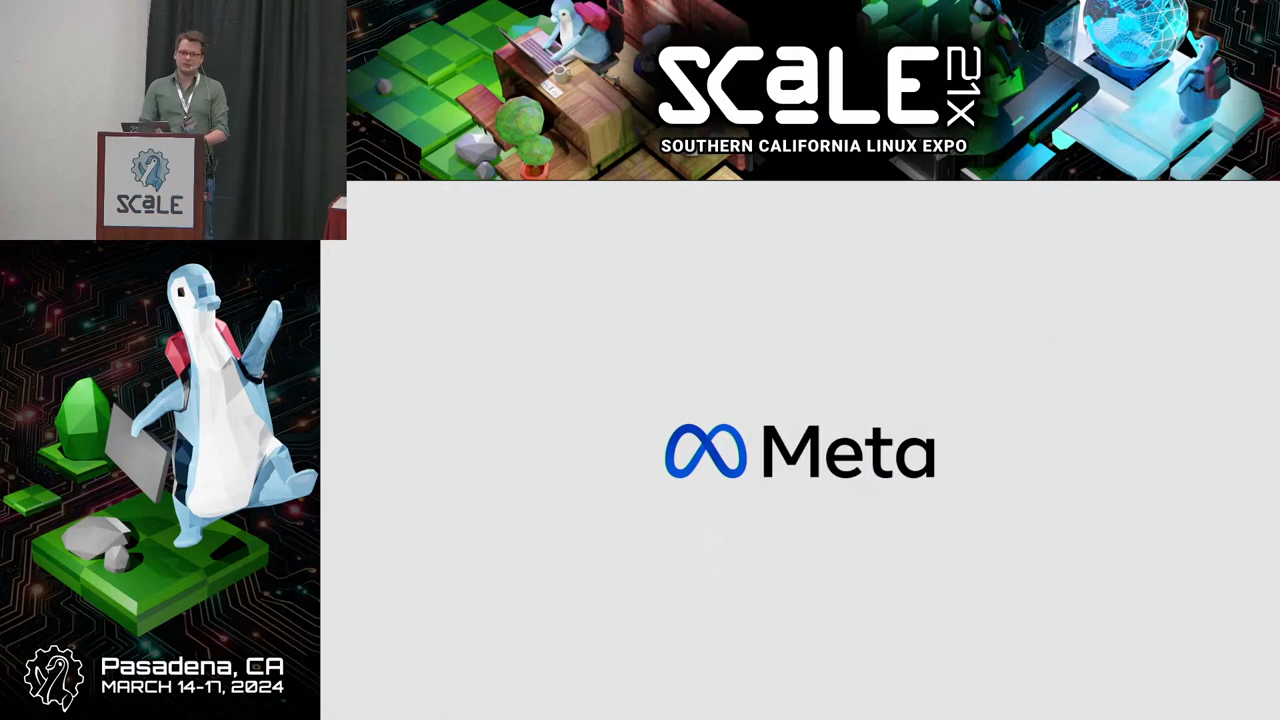 SCALE 21X
SOUTHERN CALIFORNIA LINUX EXPO
SCALE
Meta
Pasadena, CA
MARCH 14-17, 2024